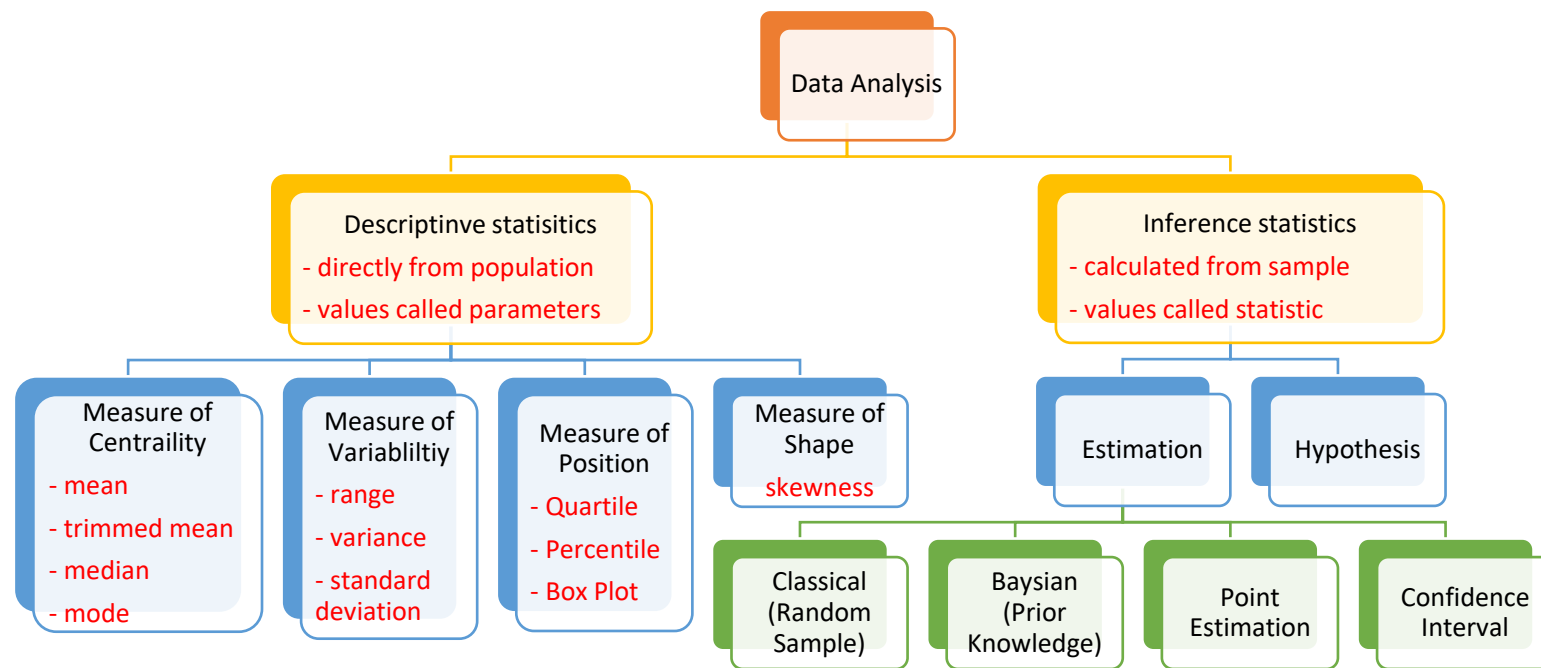 Data Analysis
Descriptinve statisitics
- directly from population
- values called parameters
Inference statistics
- calculated from sample
- values called statistic
Measure of
Centraility
- mean
- trimmed mean
- median
- mode
Measure of
Variabliltiy
- range
- variance
- standard
deviation
Measure of
Position
- Quartile
- Percentile
- Box Plot
Measure of
Shape
skewness
Estimation
Hypothesis
Classical
(Random
Sample)
Baysian
(Prior
Knowledge)
Point
Estimation
Confidence
Interval